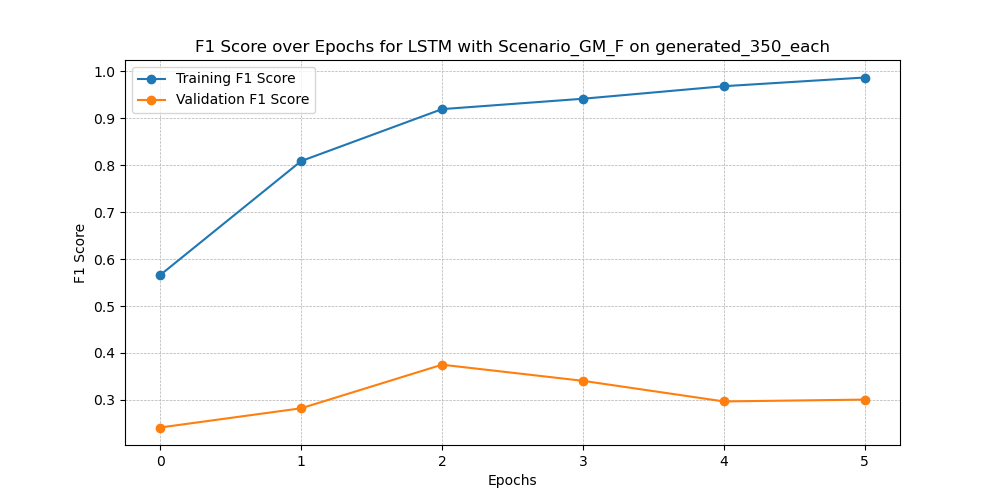 F1 Score over Epochs for LSTM with Scenario_GM_F on generated_350_each
Training F1 Score
Validation F1 Score
F1 Score
1.0
0.9
0.8
0.7
0.6
0.5
0.4
0.3
0 1 2 3 4 5
Epochs